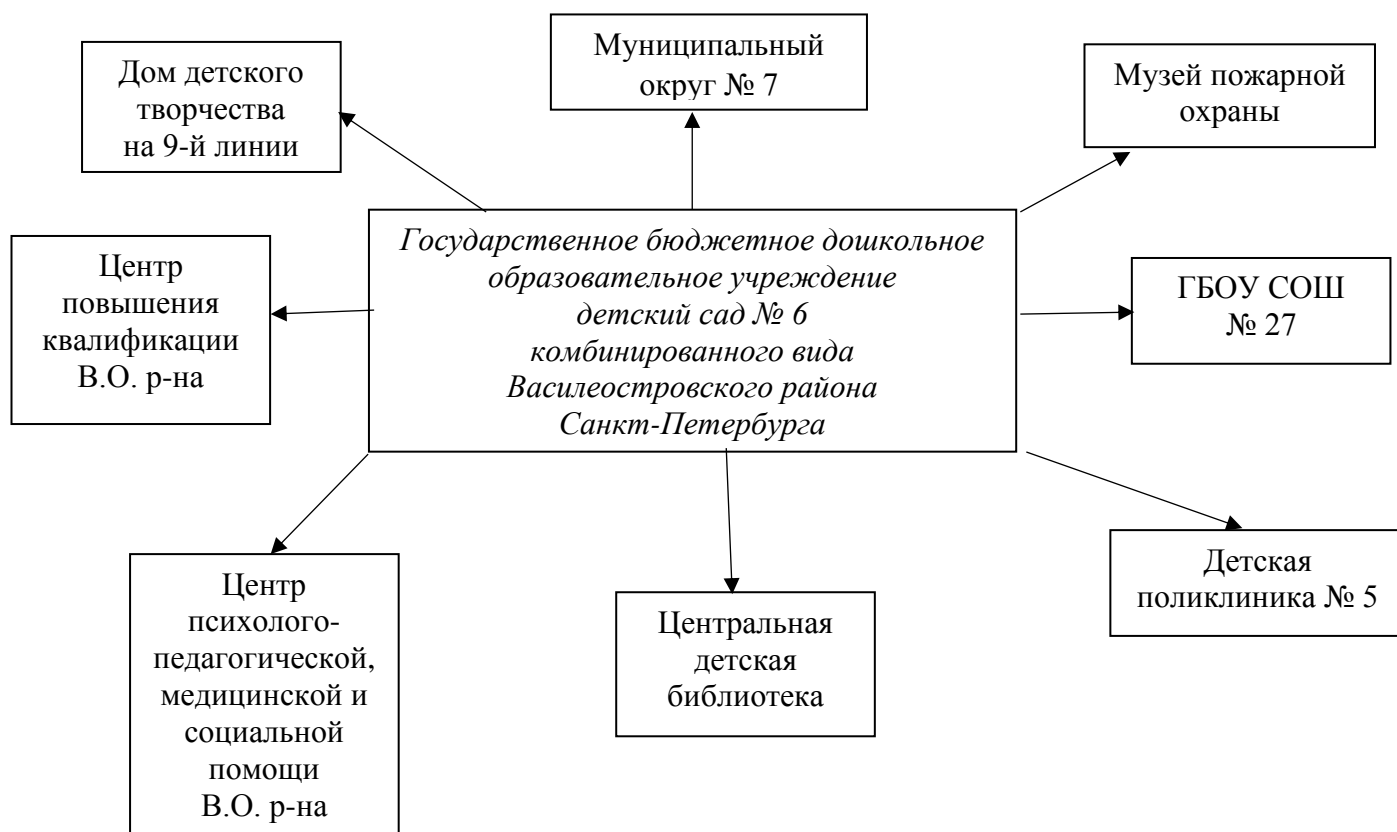 Муниципальный
округ № 7
Дом детского
творчества
на 9-й линии
Музей пожарной
охраны
Государственное бюджетное дошкольное
образовательное учреждение
детский сад № 6
комбинированного вида
Василеостровского района
Санкт-Петербурга
Центр
повышения
квалификации
В.О. р-на
ГБОУ СОШ
№ 27
Центр
психолого-
педагогической,
медицинской и
социальной
помощи
В.О. р-на
Центральная
детская
библиотека
Детская
поликлиника № 5